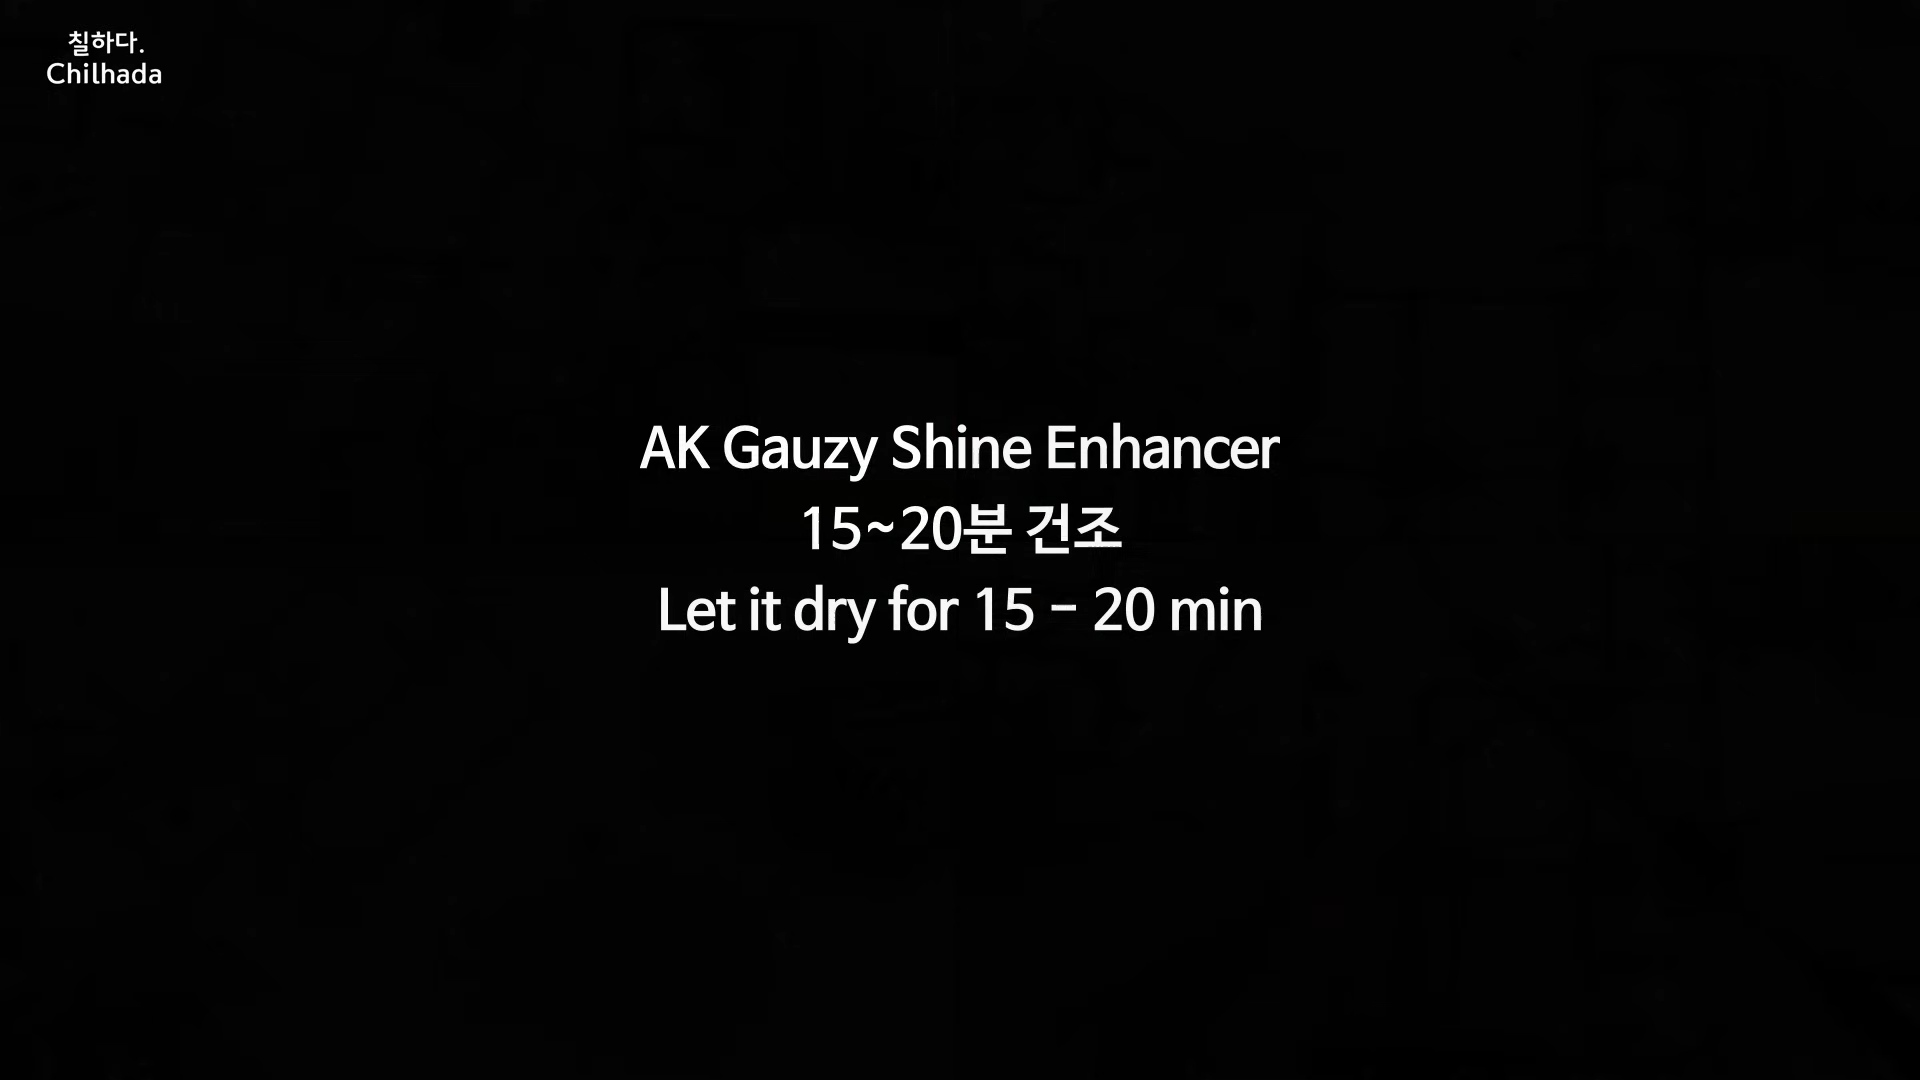 칠하다.
Chilhada
AK Gauzy Shine Enhancer
15~20분 건조
Let it dry for 15 - 20 min